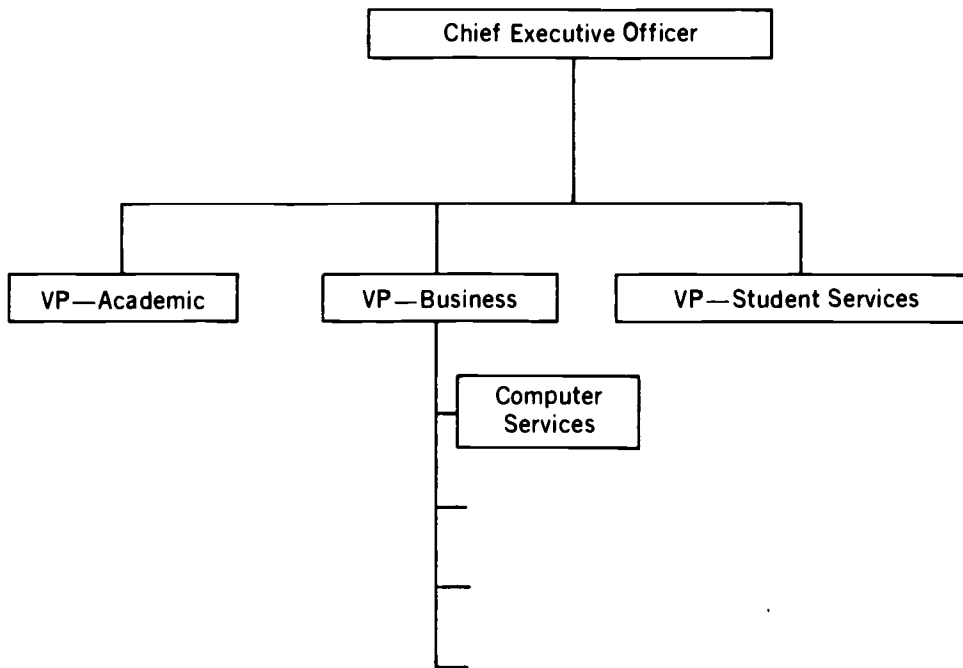 Chief Executive Officer
VP—Academic
VP—Business
VP—Student Services
Computer
Services